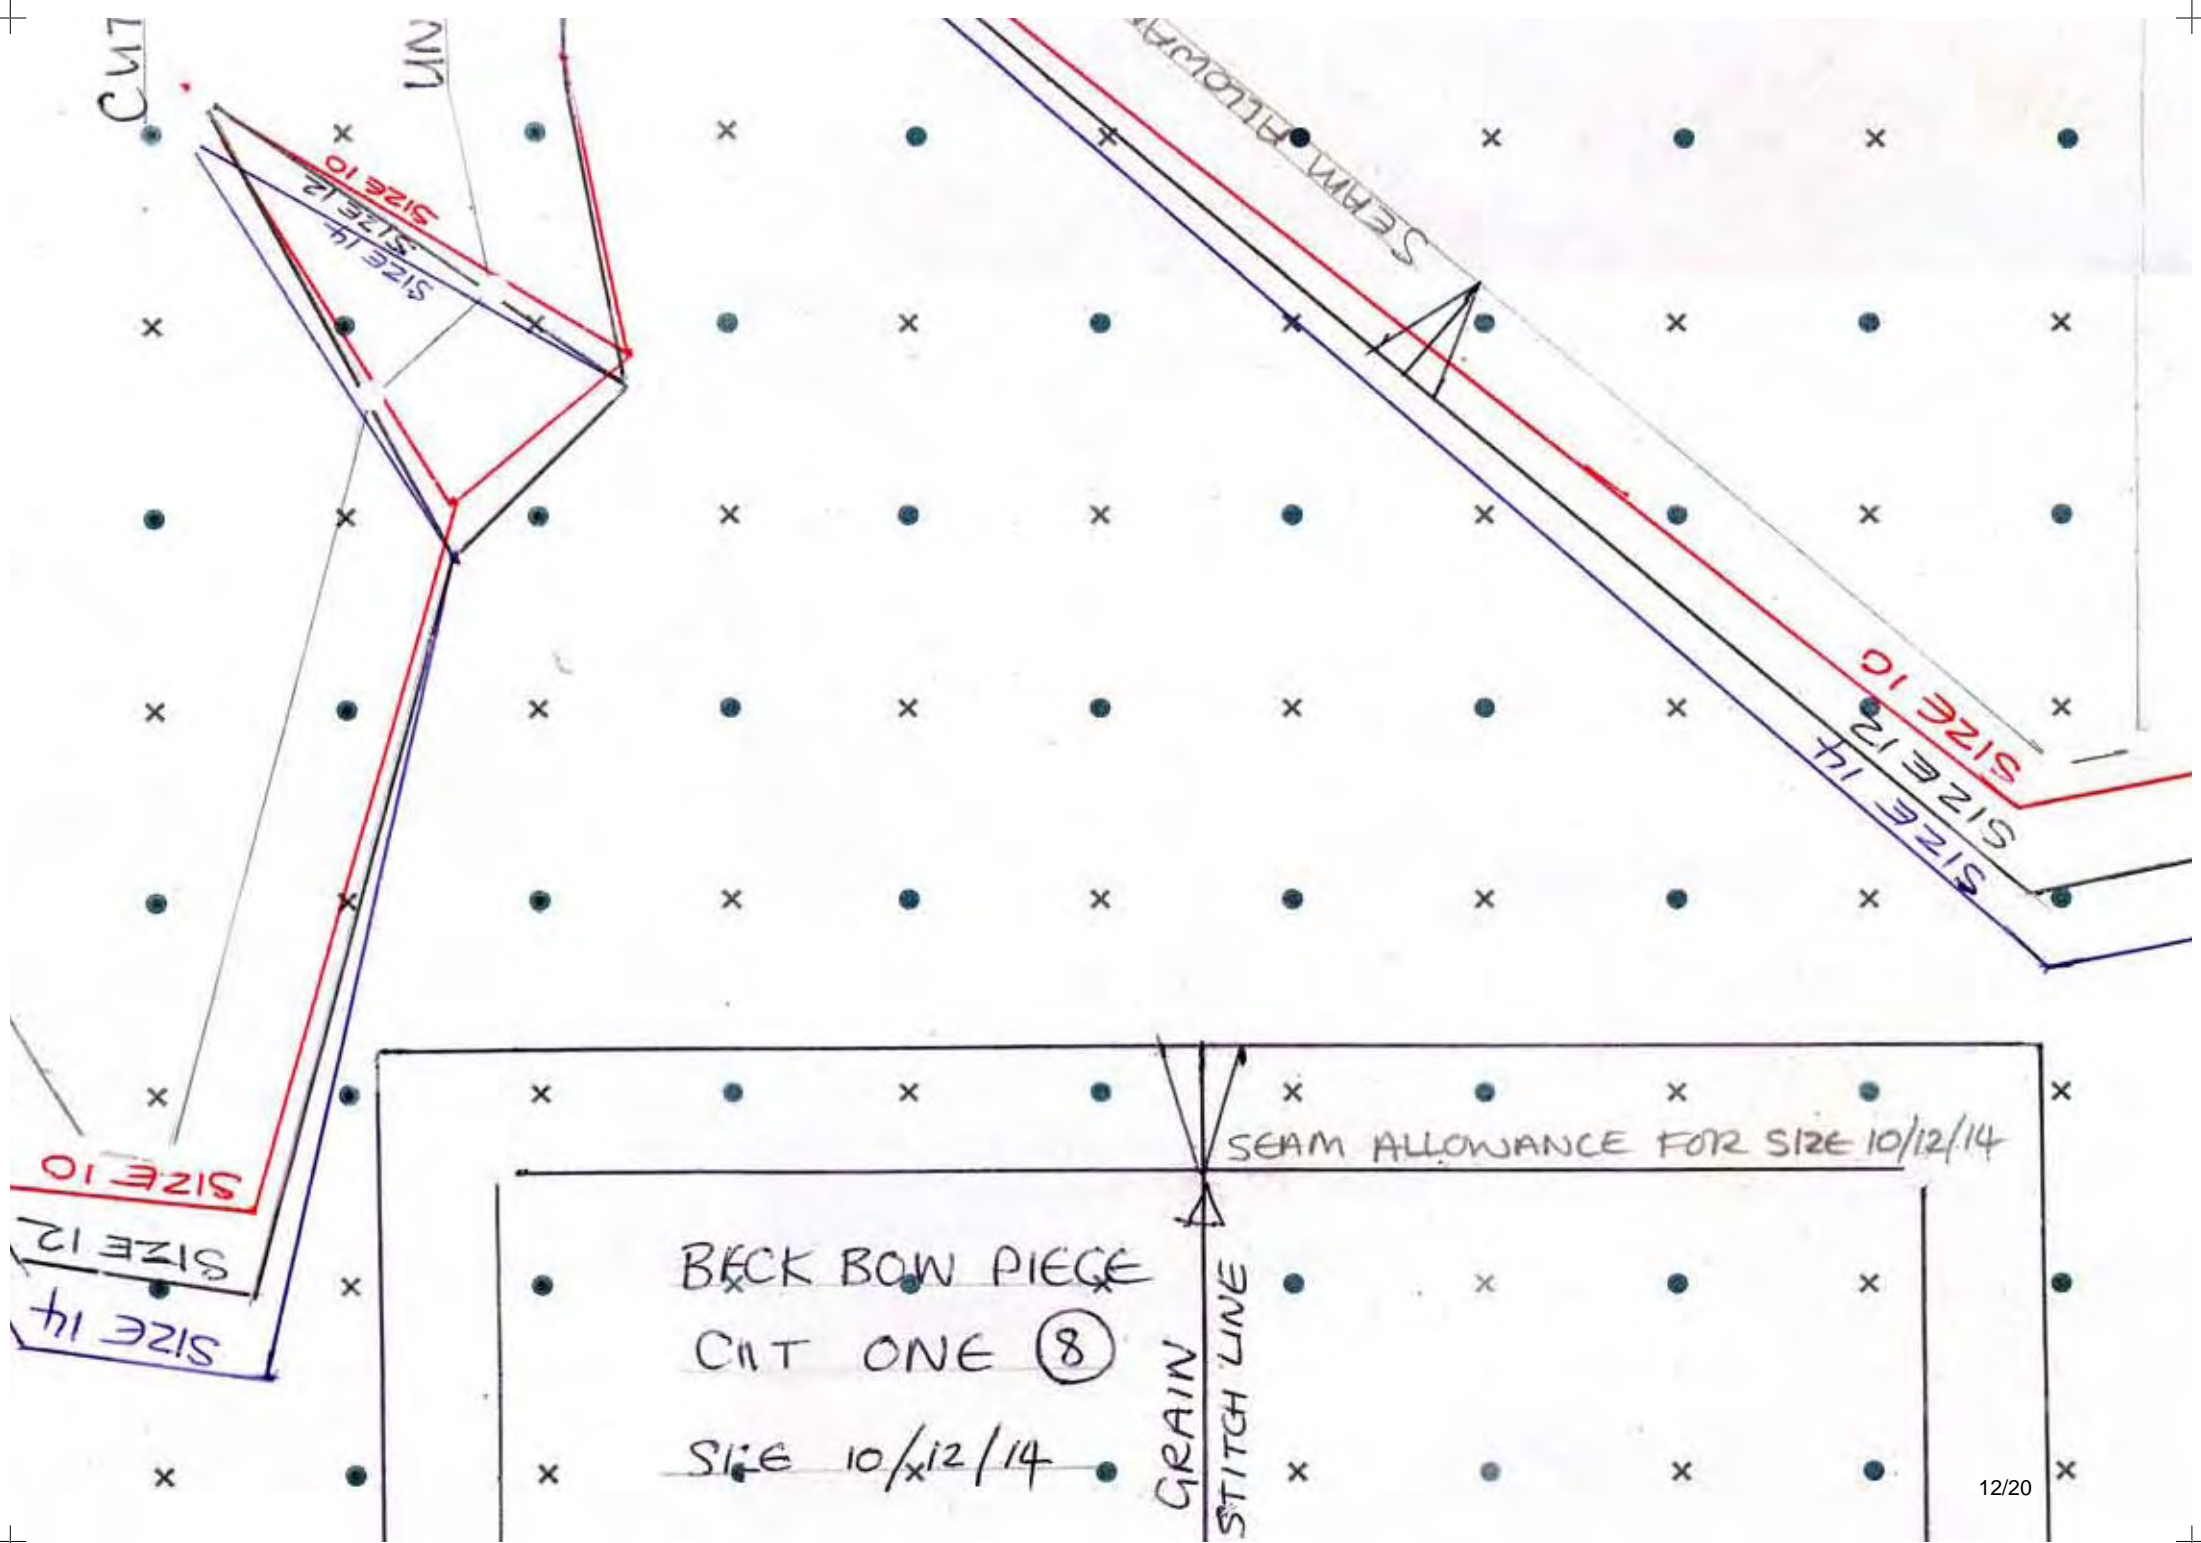 CUT
UN
SEAM ALLOWA
SIZE 10
SIZE 12
SIZE 14
SIZE 10
SIZE 12
SIZE 14
SEAM ALLOWANCE FOR SIZE 10/12/14
SIZE 10
SIZE 12
SIZE 14
BECK BOW PIECE
CUT ONE 8
SIZE 10/12/14
GRAIN
STITCH LINE
12/20